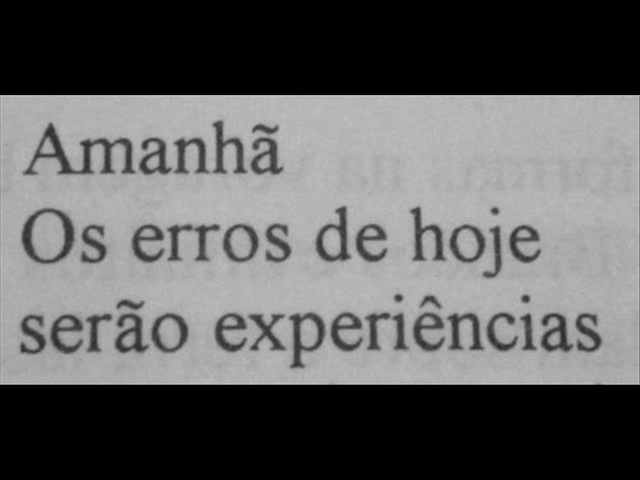 Amanhã
Os erros de hoje
serão experiências